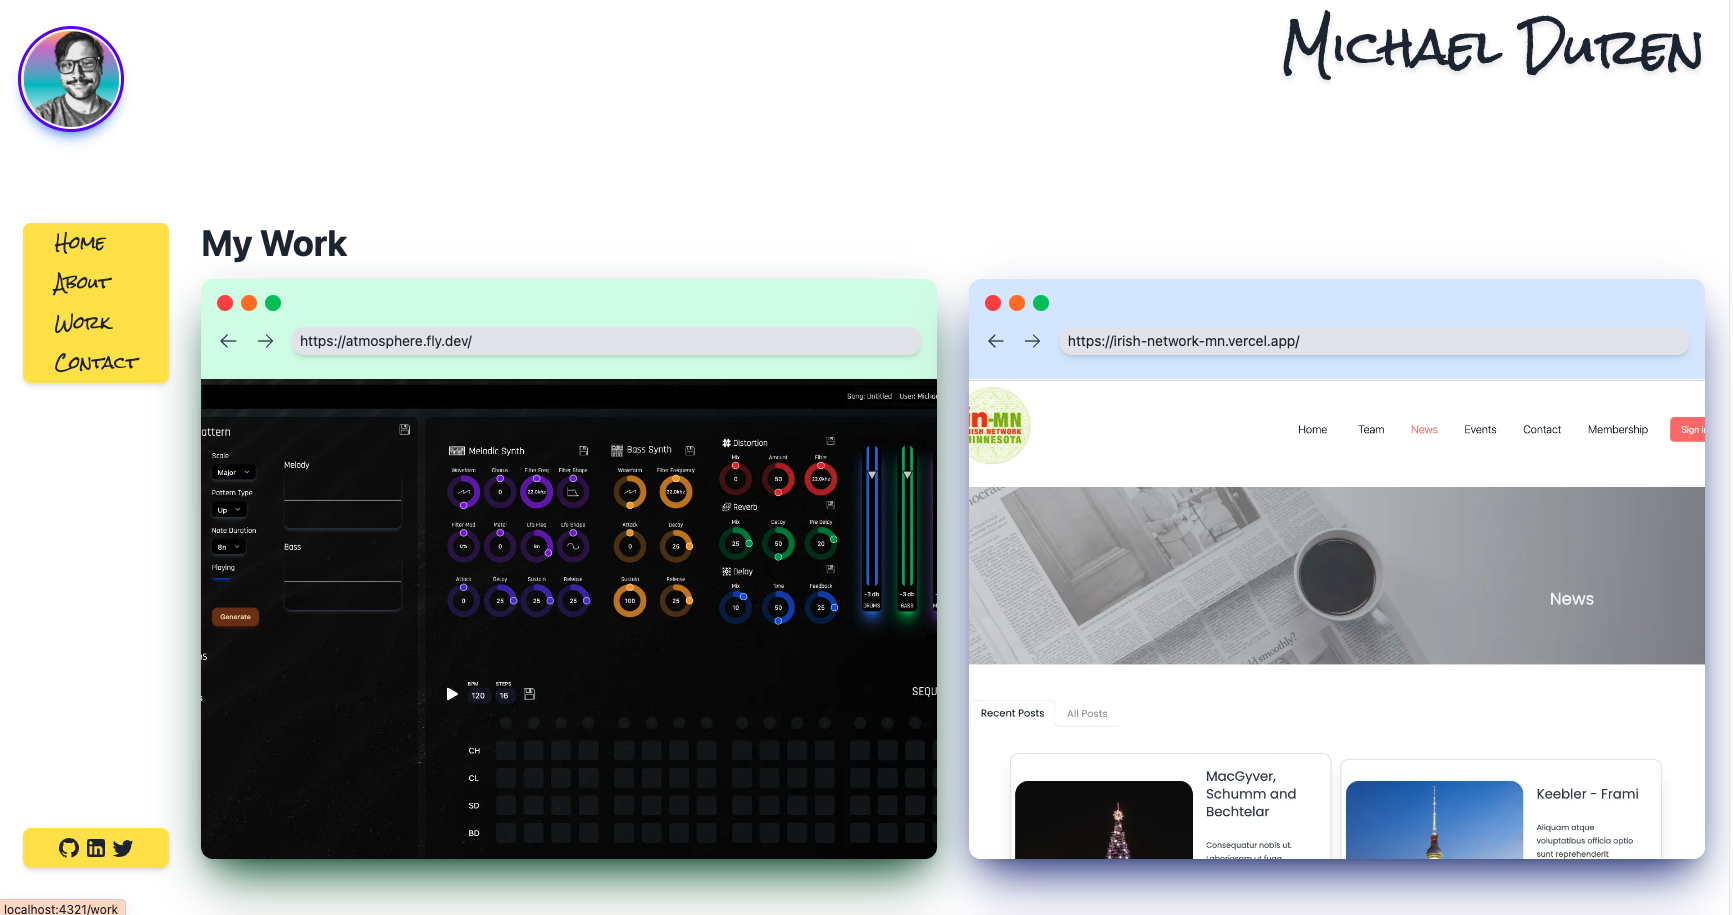 Michael Duren
Home
About
Work
Contact
My Work
https://atmosphere.fly.dev/
Song: Untitled User: Micha
attern
Scale
Major
Pattern Type
Up
Note Duration
8n
Playing
Generate
Melody
Bass
Melodic Synth
Waveform Chorus Filter Freq Filter Shape
0 22.0khz
Filter Mod Metal Lfo Freq Lfo Shape
0% 0 8n
Attack Decay Sustain Release
0 25 25 25
Bass Synth
Waveform Filter Frequency
22.0khz
Attack Decay
0 25
Sustain Release
100 25
Distortion
Mix Amount Filter
0 50 22.0khz
Reverb
Mix Decay Pre Delay
25 50 20
Delay
Mix Time Feedback
10 50 25
-3 db -3 db
DRUMS BASS
BPM STEPS
120 16
SEQU
CH
CL
SD
BD
https://irish-network-mn.vercel.app/
in-MN
IRISH NETWORK
MINNESOTA
Home Team News Events Contact Membership Sign In
News
Recent Posts All Posts
MacGyver,
Schumm and
Bechtelar
Consequatur nobis ut.
Keebler - Frami
Aliquam atque
voluptatibus officia optio
sunt reprehenderit
localhost:4321/work